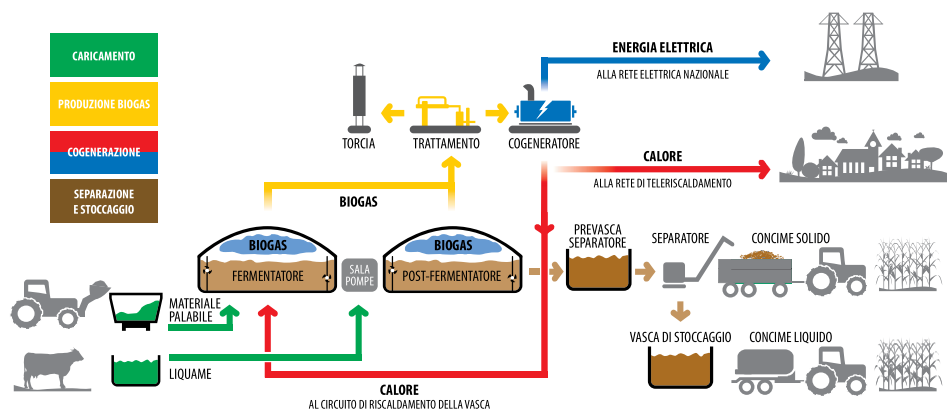 CARICAMENTO
PRODUZIONE BIOGAS
COGENERAZIONE
SEPARAZIONE
E STOCCAGGIO
ENERGIA ELETTRICA
ALLA RETE ELETTRICA NAZIONALE
TORCIA
TRATTAMENTO
COGENERATORE
CALORE
ALLA RETE DI TELERISCALDAMENTO
BIOGAS
BIOGAS
FERMENTATORE
SALA
POMPE
BIOGAS
POST-FERMENTATORE
PREVASCA
SEPARATORE
SEPARATORE
CONCIME SOLIDO
MATERIALE
PALABILE
LIQUAME
VASCA DI STOCCAGGIO
CONCIME LIQUIDO
CALORE
AL CIRCUITO DI RISCALDAMENTO DELLA VASCA